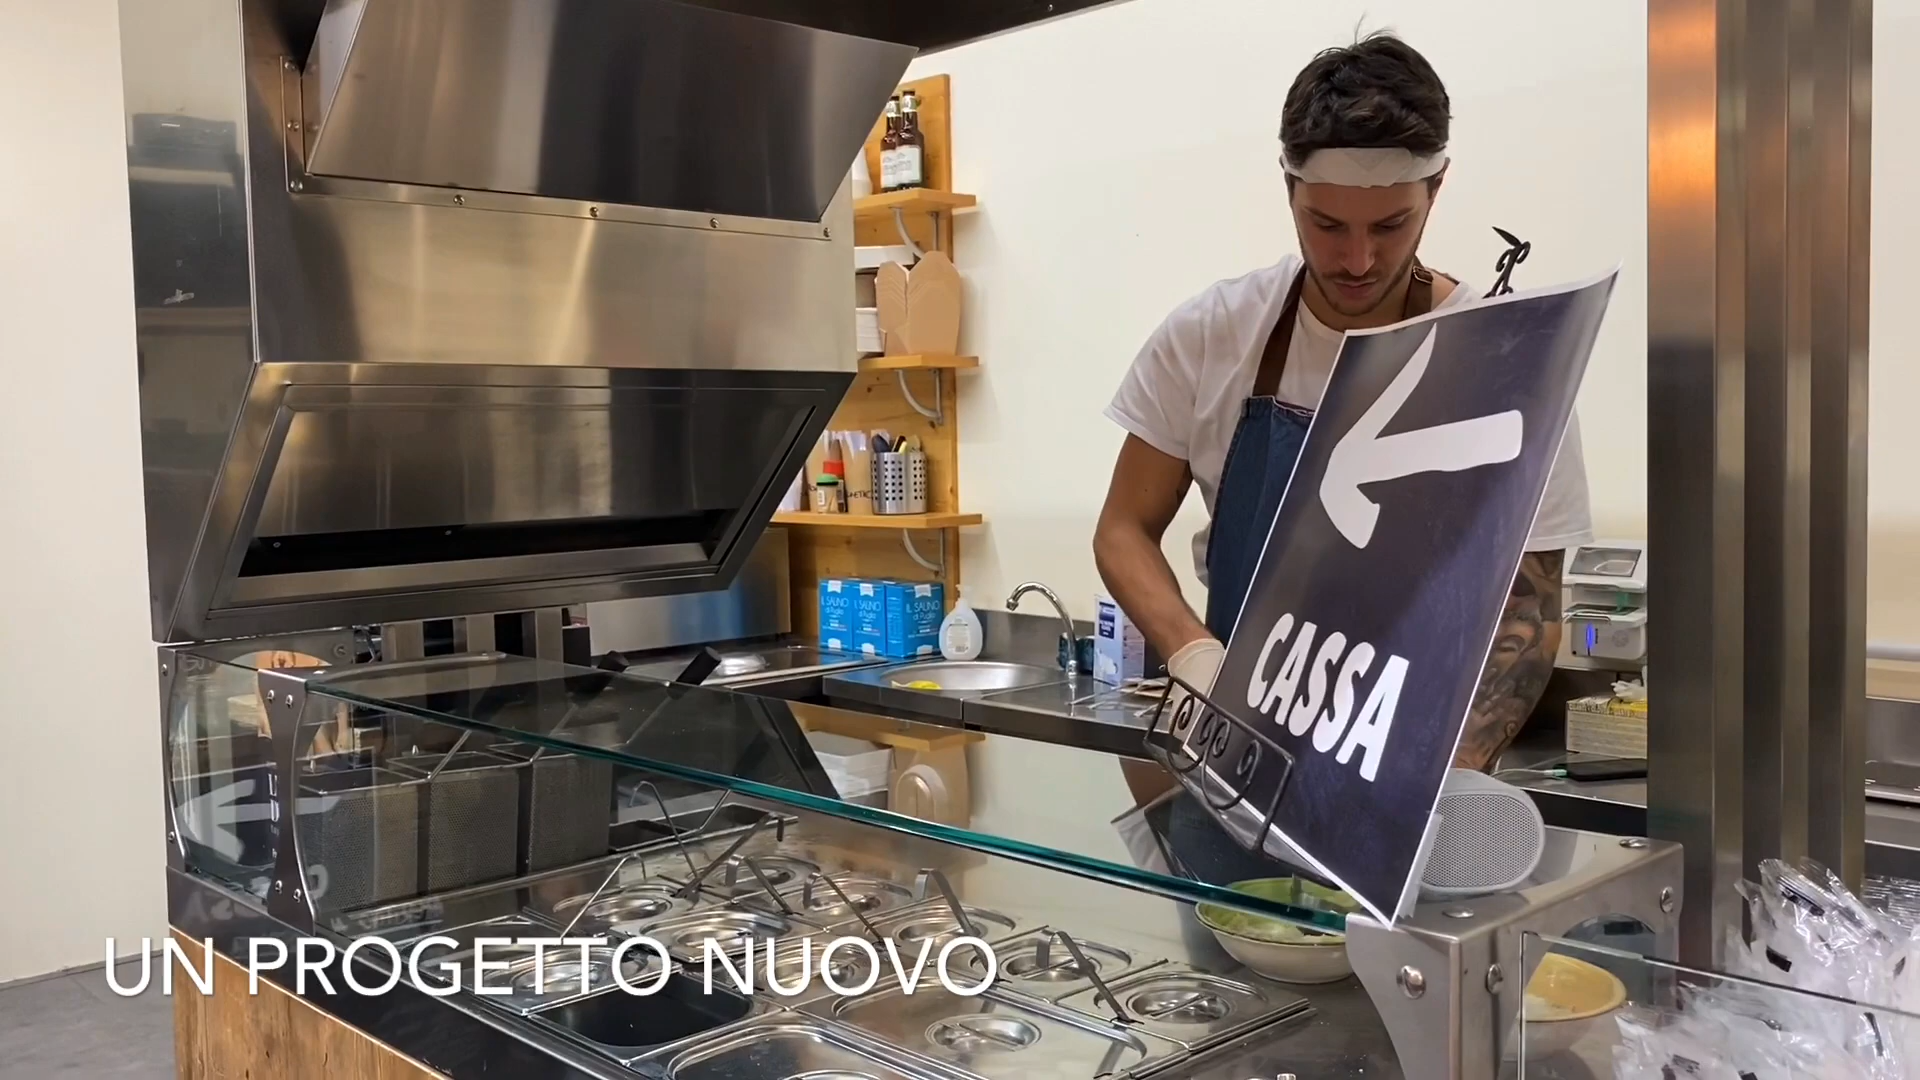 IL SALINO
di Puglia
IL SALINO
di Puglia
IL SALINO
di Puglia
CASSA
UN PROGETTO NUOVO